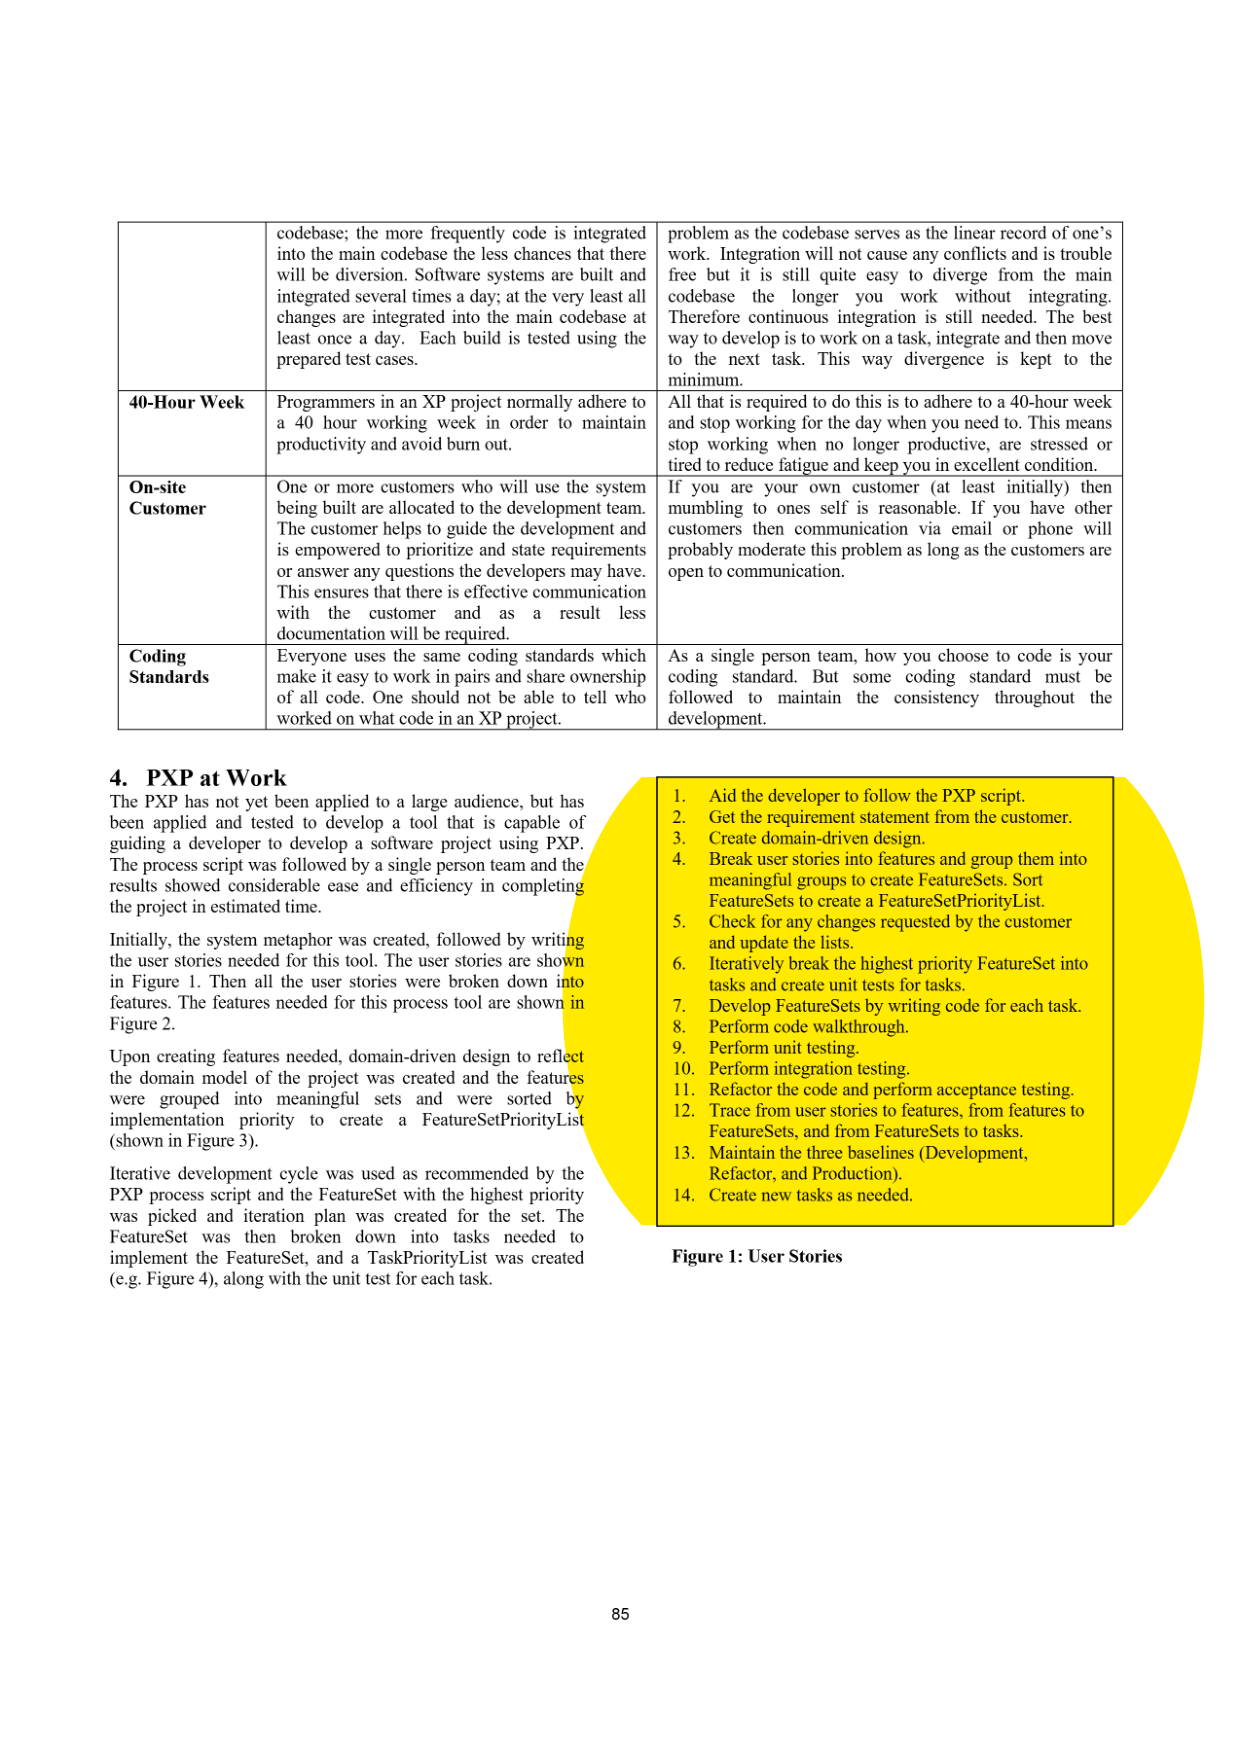 codebase; the more frequently code is integrated
into the main codebase the less chances that there
will be diversion. Software systems are built and
integrated several times a day; at the very least all
changes are integrated into the main codebase at
least once a day.  Each build is tested using the
prepared test cases.
problem as the codebase serves as the linear record of one’s
work.  Integration will not cause any conflicts and is trouble
free but it is still quite easy to diverge from the main
codebase the longer you work without integrating.
Therefore continuous integration is still needed. The best
way to develop is to work on a task, integrate and then move
to the next task. This way divergence is kept to the
minimum.
40-Hour Week
Programmers in an XP project normally adhere to
a 40 hour working week in order to maintain
productivity and avoid burn out.
All that is required to do this is to adhere to a 40-hour week
and stop working for the day when you need to. This means
stop working when no longer productive, are stressed or
tired to reduce fatigue and keep you in excellent condition.
On-site
Customer
One or more customers who will use the system
being built are allocated to the development team.
The customer helps to guide the development and
is empowered to prioritize and state requirements
or answer any questions the developers may have.
This ensures that there is effective communication
with the customer and as a result less
documentation will be required.
If you are your own customer (at least initially) then
mumbling to ones self is reasonable. If you have other
customers then communication via email or phone will
probably moderate this problem as long as the customers are
open to communication.
Coding
Standards
Everyone uses the same coding standards which
make it easy to work in pairs and share ownership
of all code. One should not be able to tell who
worked on what code in an XP project.
As a single person team, how you choose to code is your
coding standard. But some coding standard must be
followed to maintain the consistency throughout the
development.
4. PXP at Work
The PXP has not yet been applied to a large audience, but has
been applied and tested to develop a tool that is capable of
guiding a developer to develop a software project using PXP.
The process script was followed by a single person team and the
results showed considerable ease and efficiency in completing
the project in estimated time.
Initially, the system metaphor was created, followed by writing
the user stories needed for this tool. The user stories are shown
in Figure 1. Then all the user stories were broken down into
features. The features needed for this process tool are shown in
Figure 2.
Upon creating features needed, domain-driven design to reflect
the domain model of the project was created and the features
were grouped into meaningful sets and were sorted by
implementation priority to create a FeatureSetPriorityList
(shown in Figure 3).
Iterative development cycle was used as recommended by the
PXP process script and the FeatureSet with the highest priority
was picked and iteration plan was created for the set. The
FeatureSet was then broken down into tasks needed to
implement the FeatureSet, and a TaskPriorityList was created
(e.g. Figure 4), along with the unit test for each task.
1. Aid the developer to follow the PXP script.
2. Get the requirement statement from the customer.
3. Create domain-driven design.
4. Break user stories into features and group them into
meaningful groups to create FeatureSets. Sort
FeatureSets to create a FeatureSetPriorityList.
5. Check for any changes requested by the customer
and update the lists.
6. Iteratively break the highest priority FeatureSet into
tasks and create unit tests for tasks.
7. Develop FeatureSets by writing code for each task.
8. Perform code walkthrough.
9. Perform unit testing.
10. Perform integration testing.
11. Refactor the code and perform acceptance testing.
12. Trace from user stories to features, from features to
FeatureSets, and from FeatureSets to tasks.
13. Maintain the three baselines (Development,
Refactor, and Production).
14. Create new tasks as needed.
Figure 1: User Stories
85